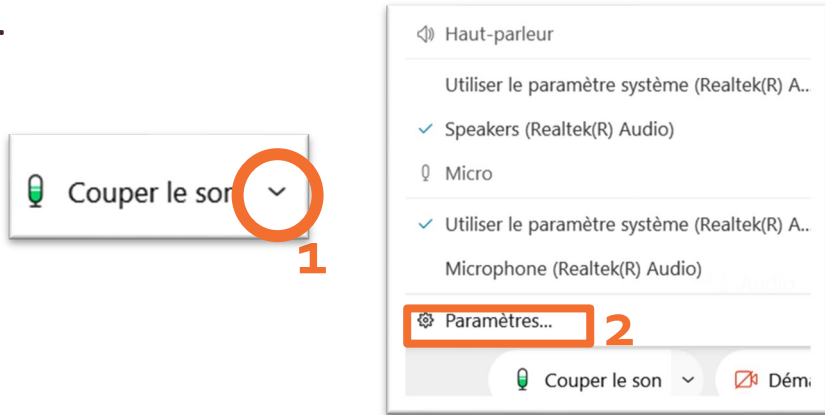 Couper le son
1
Haut-parleur
Utiliser le paramètre système (Realtek(R) A...
Speakers (Realtek(R) Audio)
Micro
Utiliser le paramètre système (Realtek(R) A...
Microphone (Realtek(R) Audio)
Paramètres...
2
Couper le son
Déma